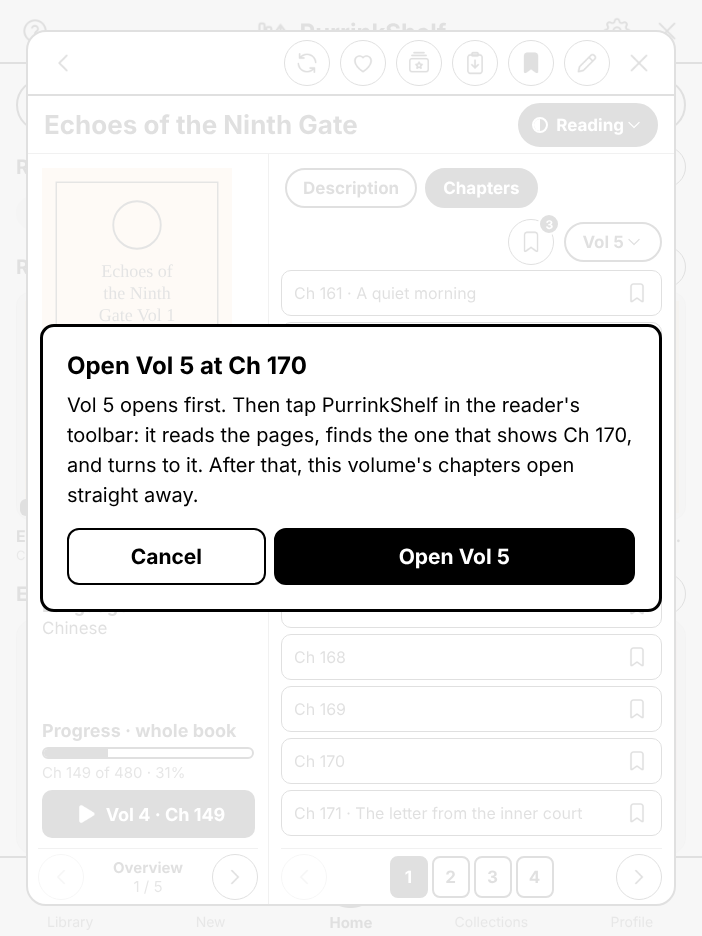 PurrinkShelf
Echoes of the Ninth Gate
Reading
Echoes of
the Ninth
Gate Vol 1
Description
Chapters
3
Vol 5
Ch 161 · A quiet morning
Open Vol 5 at Ch 170
Vol 5 opens first. Then tap PurrinkShelf in the reader's
toolbar: it reads the pages, finds the one that shows Ch 170,
and turns to it. After that, this volume's chapters open
straight away.
Cancel
Open Vol 5
Chinese
Progress · whole book
Ch 149 of 480 · 31%
Vol 4 · Ch 149
Overview
1 / 5
Ch 168
Ch 169
Ch 170
Ch 171 · The letter from the inner court
1
2
3
4
Library
New
Home
Collections
Profile